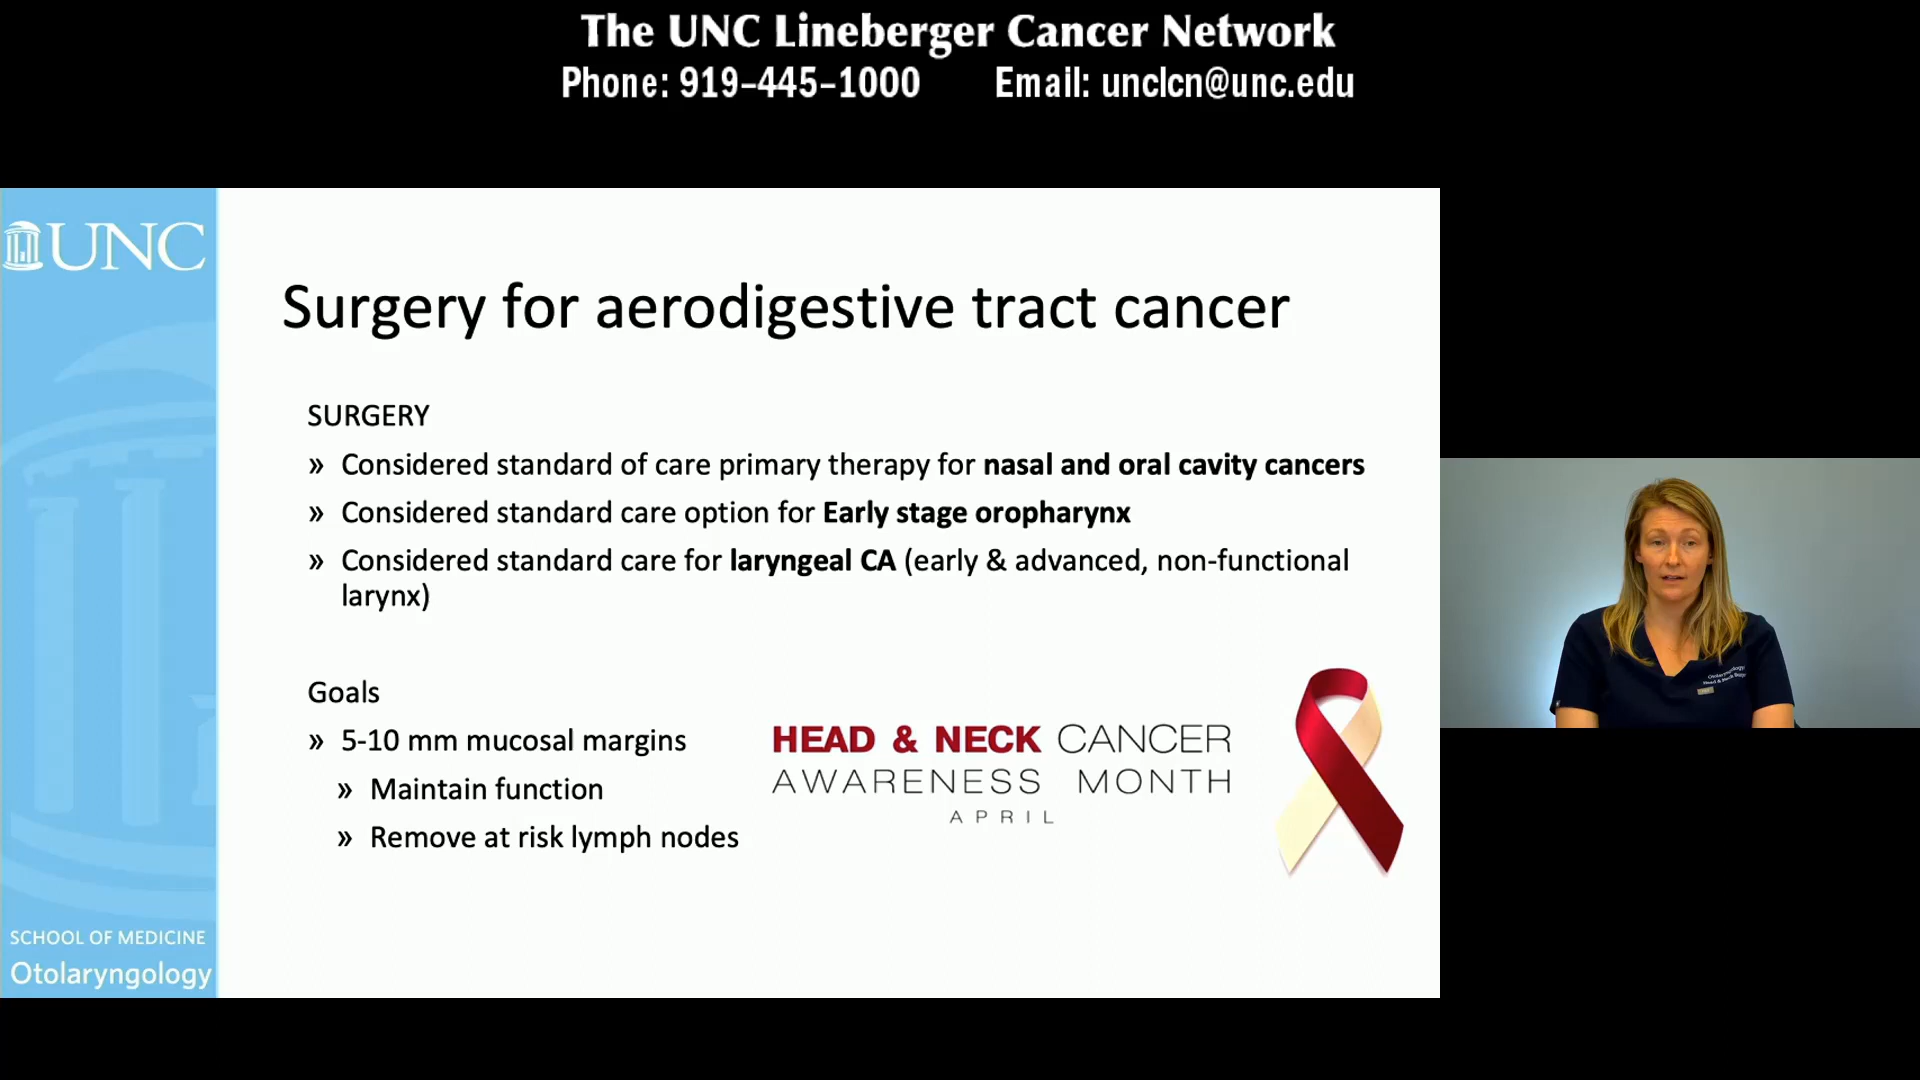 The UNC Lineberger Cancer Network
Phone: 919-445-1000 Email: unclcn@unc.edu
UNC
Surgery for aerodigestive tract cancer
SURGERY
» Considered standard of care primary therapy for nasal and oral cavity cancers
» Considered standard care option for Early stage oropharynx
» Considered standard care for laryngeal CA (early & advanced, non-functional
larynx)
Goals
» 5-10 mm mucosal margins
» Maintain function
» Remove at risk lymph nodes
HEAD & NECK CANCER
AWARENESS MONTH
APRIL
SCHOOL OF MEDICINE
Otolaryngology
Otolaryngology
Head & Neck